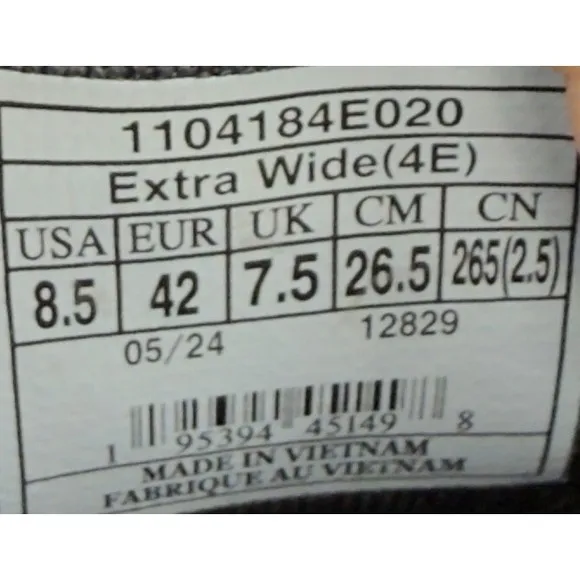 1104184E020
Extra Wide(4E)
USA EUR UK CM CN
8.5 42 7.5 26.5 265(2.5)
05/24 12829
1 95394 45149 8
MADE IN VIETNAM
FABRIQUE AU VIETNAM